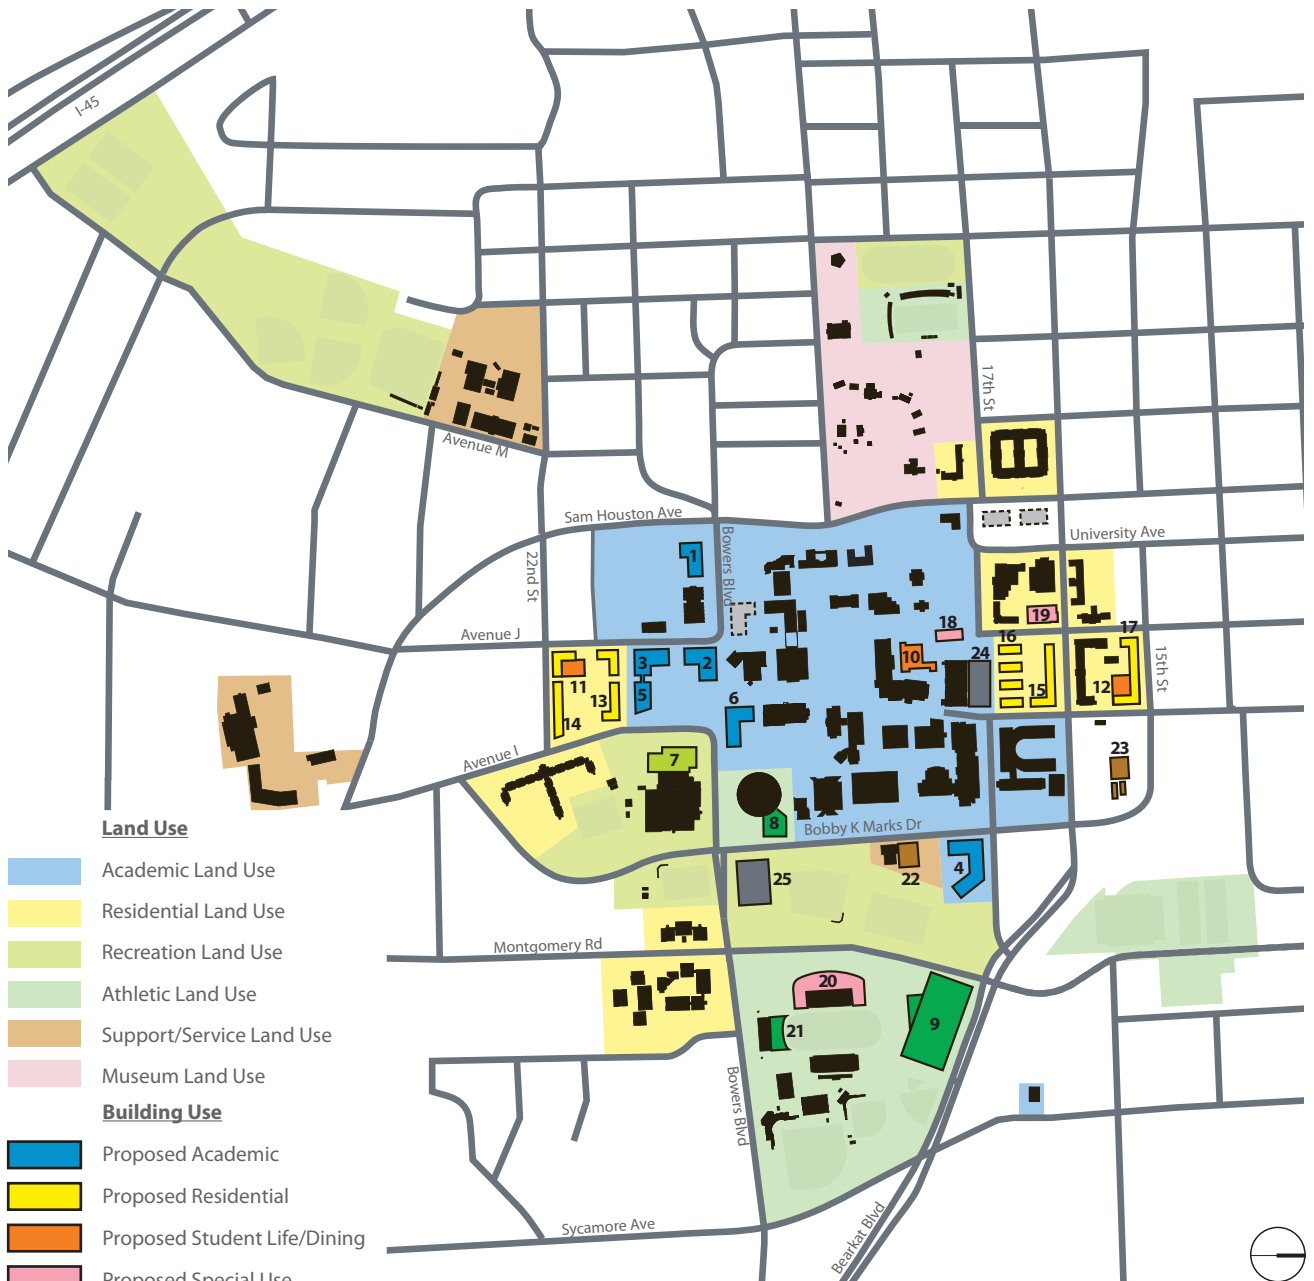 I-45
17th St
Avenue M
Sam Houston Ave
Bowers Blvd
University Ave
22nd St
1
Avenue J
19
18
16
17
10
24
15th St
3
2
11
13
5
6
15
12
14
Avenue I
7
23
8
Bobby K Marks Dr
25
22
4
Montgomery Rd
20
21
9
Bowers Blvd
Sycamore Ave
Bearkat Blvd
Land Use
Academic Land Use
Residential Land Use
Recreation Land Use
Athletic Land Use
Support/Service Land Use
Museum Land Use
Building Use
Proposed Academic
Proposed Residential
Proposed Student Life/Dining
Proposed Special Use